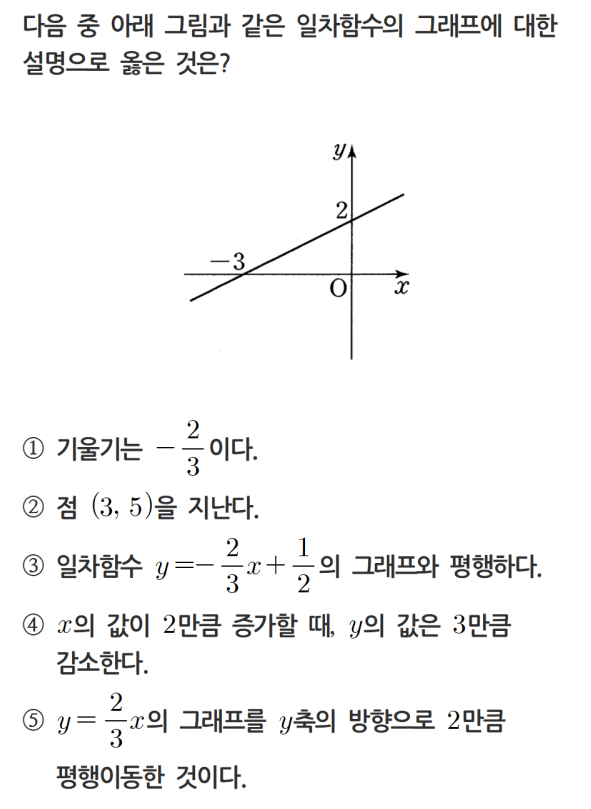 다음 중 아래 그림과 같은 일차함수의 그래프에 대한
설명으로 옳은 것은?
y
2
-3
O
x
① 기울기는 -2/3이다.
② 점 (3, 5)을 지난다.
③ 일차함수 y=-2/3x+1/2의 그래프와 평행하다.
④ x의 값이 2만큼 증가할 때, y의 값은 3만큼
감소한다.
⑤ y=2/3x의 그래프를 y축의 방향으로 2만큼
평행이동한 것이다.